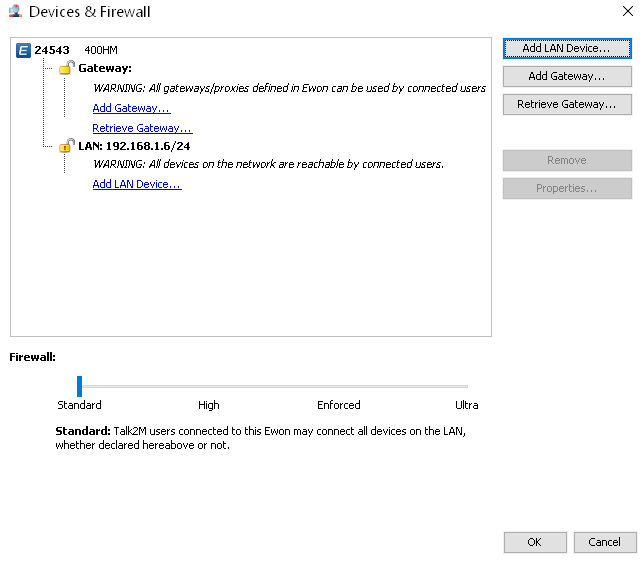 Devices & Firewall
24543 400HM
Gateway:
WARNING: All gateways/proxies defined in Ewon can be used by connected users
Add Gateway...
Retrieve Gateway...
LAN: 192.168.1.6/24
WARNING: All devices on the network are reachable by connected users.
Add LAN Device...
Add LAN Device...
Add Gateway...
Retrieve Gateway...
Remove
Properties...
Firewall:
Standard High Enforced Ultra
Standard: Talk2M users connected to this Ewon may connect all devices on the LAN,
whether declared hereabove or not.
OK Cancel